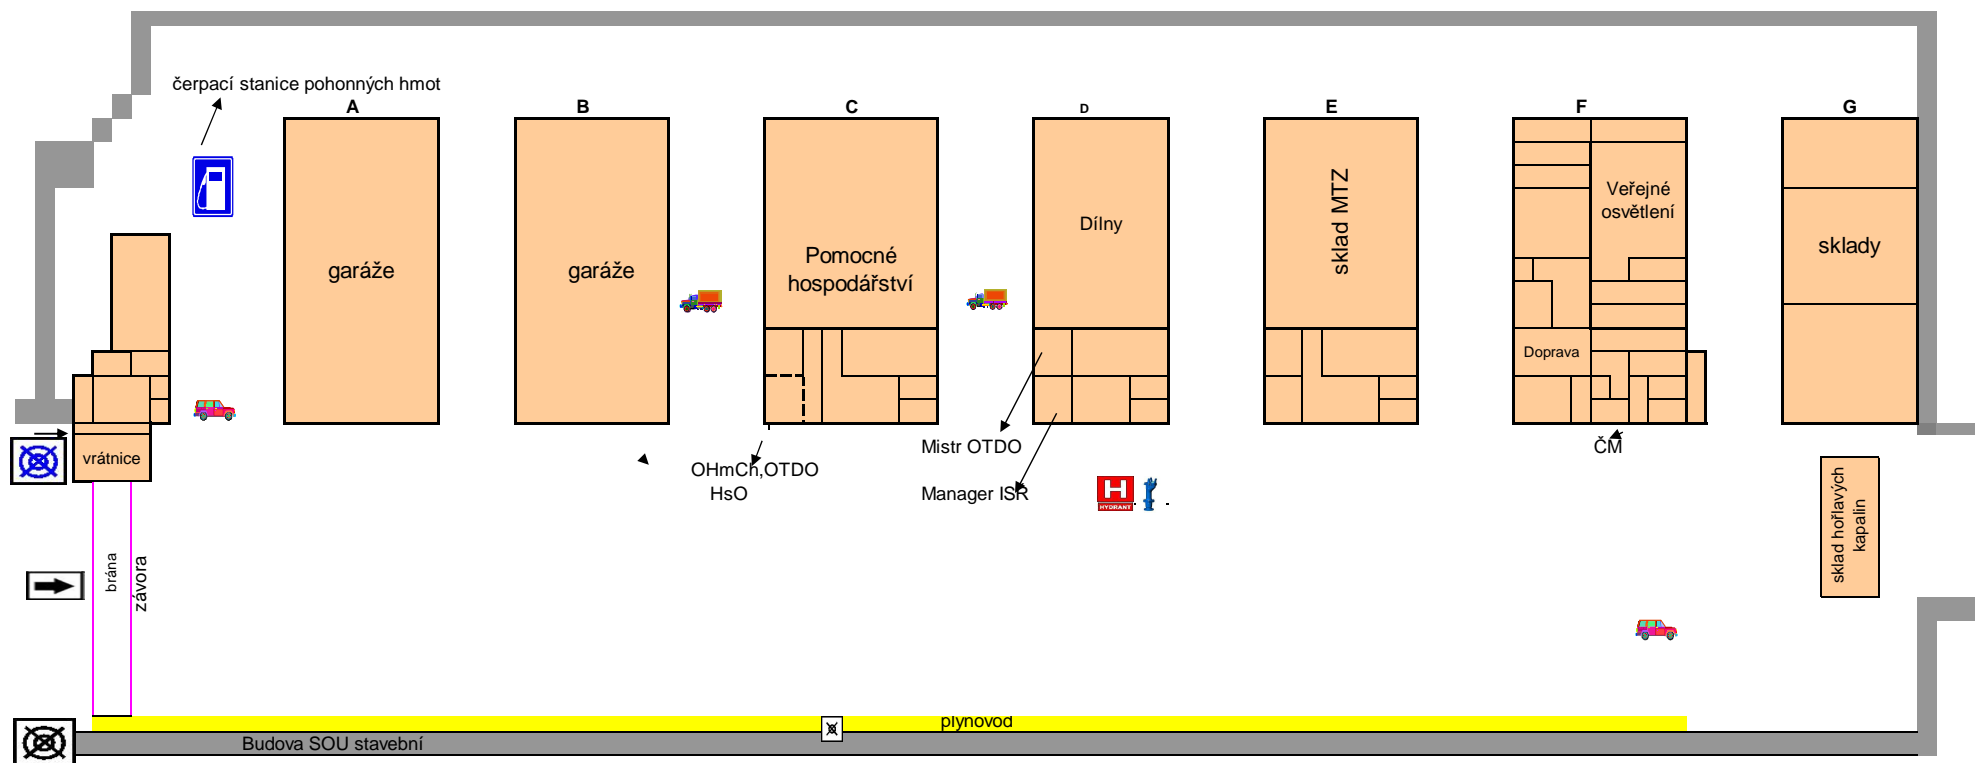 čerpací stanice pohonných hmot
A
B
C
D
E
F
G
garáže
garáže
Pomocné
hospodářství
Dílny
sklad MTZ
Veřejné
osvětlení
Doprava
sklady
vrátnice
Mistr OTDO
ČM
OHmCh,OTDO
HsO
Manager ISR
H
HYDRANT
sklad hořlavých
kapalin
brána
závora
plynovod
Budova SOU stavební